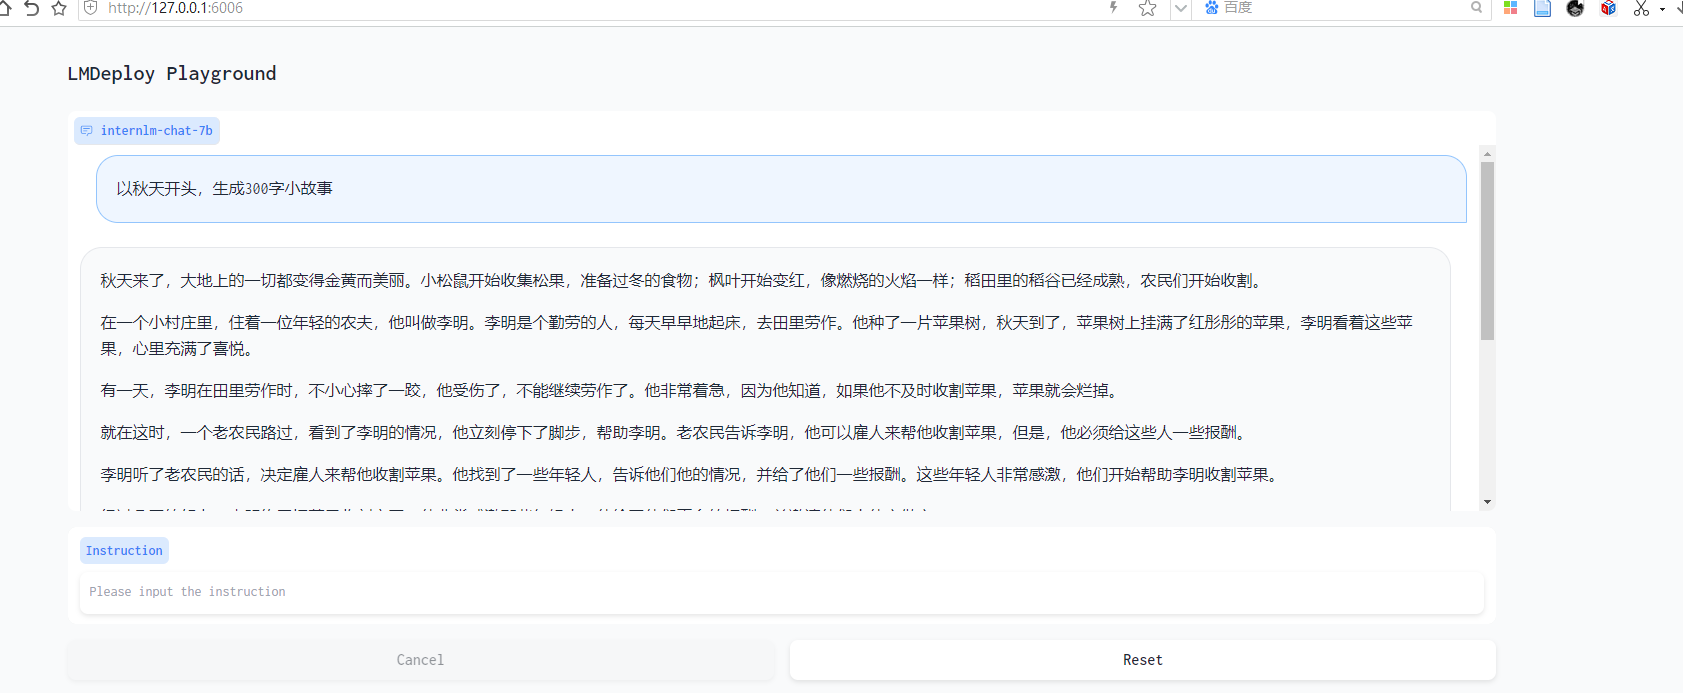 http://127.0.0.1:6006
百度
LMDeploy Playground
internlm-chat-7b
以秋天开头，生成300字小故事
秋天来了，大地上的一切都变得金黄而美丽。小松鼠开始收集松果，准备过冬的食物；枫叶开始变红，像燃烧的火焰一样；稻田里的稻谷已经成熟，农民们开始收割。
在一个小村庄里，住着一位年轻的农夫，他叫做李明。李明是个勤劳的人，每天早早地起床，去田里劳作。他种了一片苹果树，秋天到了，苹果树上挂满了红彤彤的苹果，李明看着这些苹
果，心里充满了喜悦。
有一天，李明在田里劳作时，不小心摔了一跤，他受伤了，不能继续劳作了。他非常着急，因为他知道，如果他不及时收割苹果，苹果就会烂掉。
就在这时，一个老农民路过，看到了李明的情况，他立刻停下了脚步，帮助李明。老农民告诉李明，他可以雇人来帮他收割苹果，但是，他必须给这些人一些报酬。
李明听了老农民的话，决定雇人来帮他收割苹果。他找到了一些年轻人，告诉他们他的情况，并给了他们一些报酬。这些年轻人非常感激，他们开始帮助李明收割苹果。
Instruction
Please input the instruction
Cancel
Reset